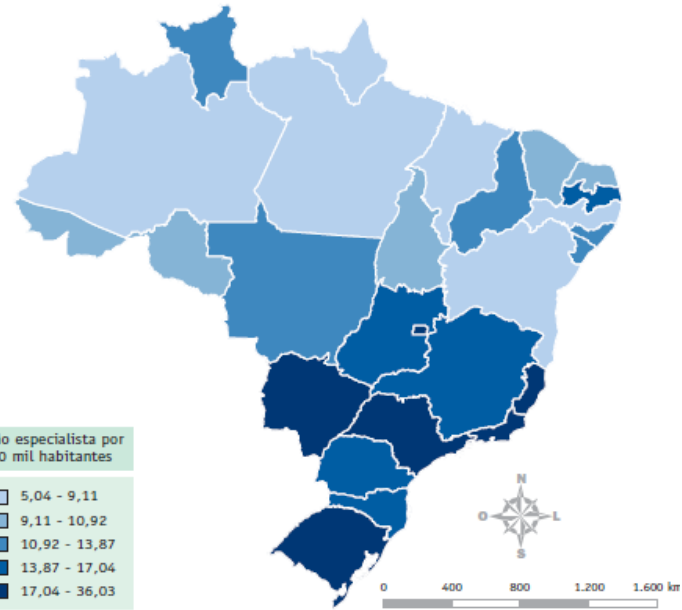 especialista por
mil habitantes
5,04 - 9,11
9,11 - 10,92
10,92 - 13,87
13,87 - 17,04
17,04 - 36,03
N
O
L
S
0 400 800 1.200 1.600 km